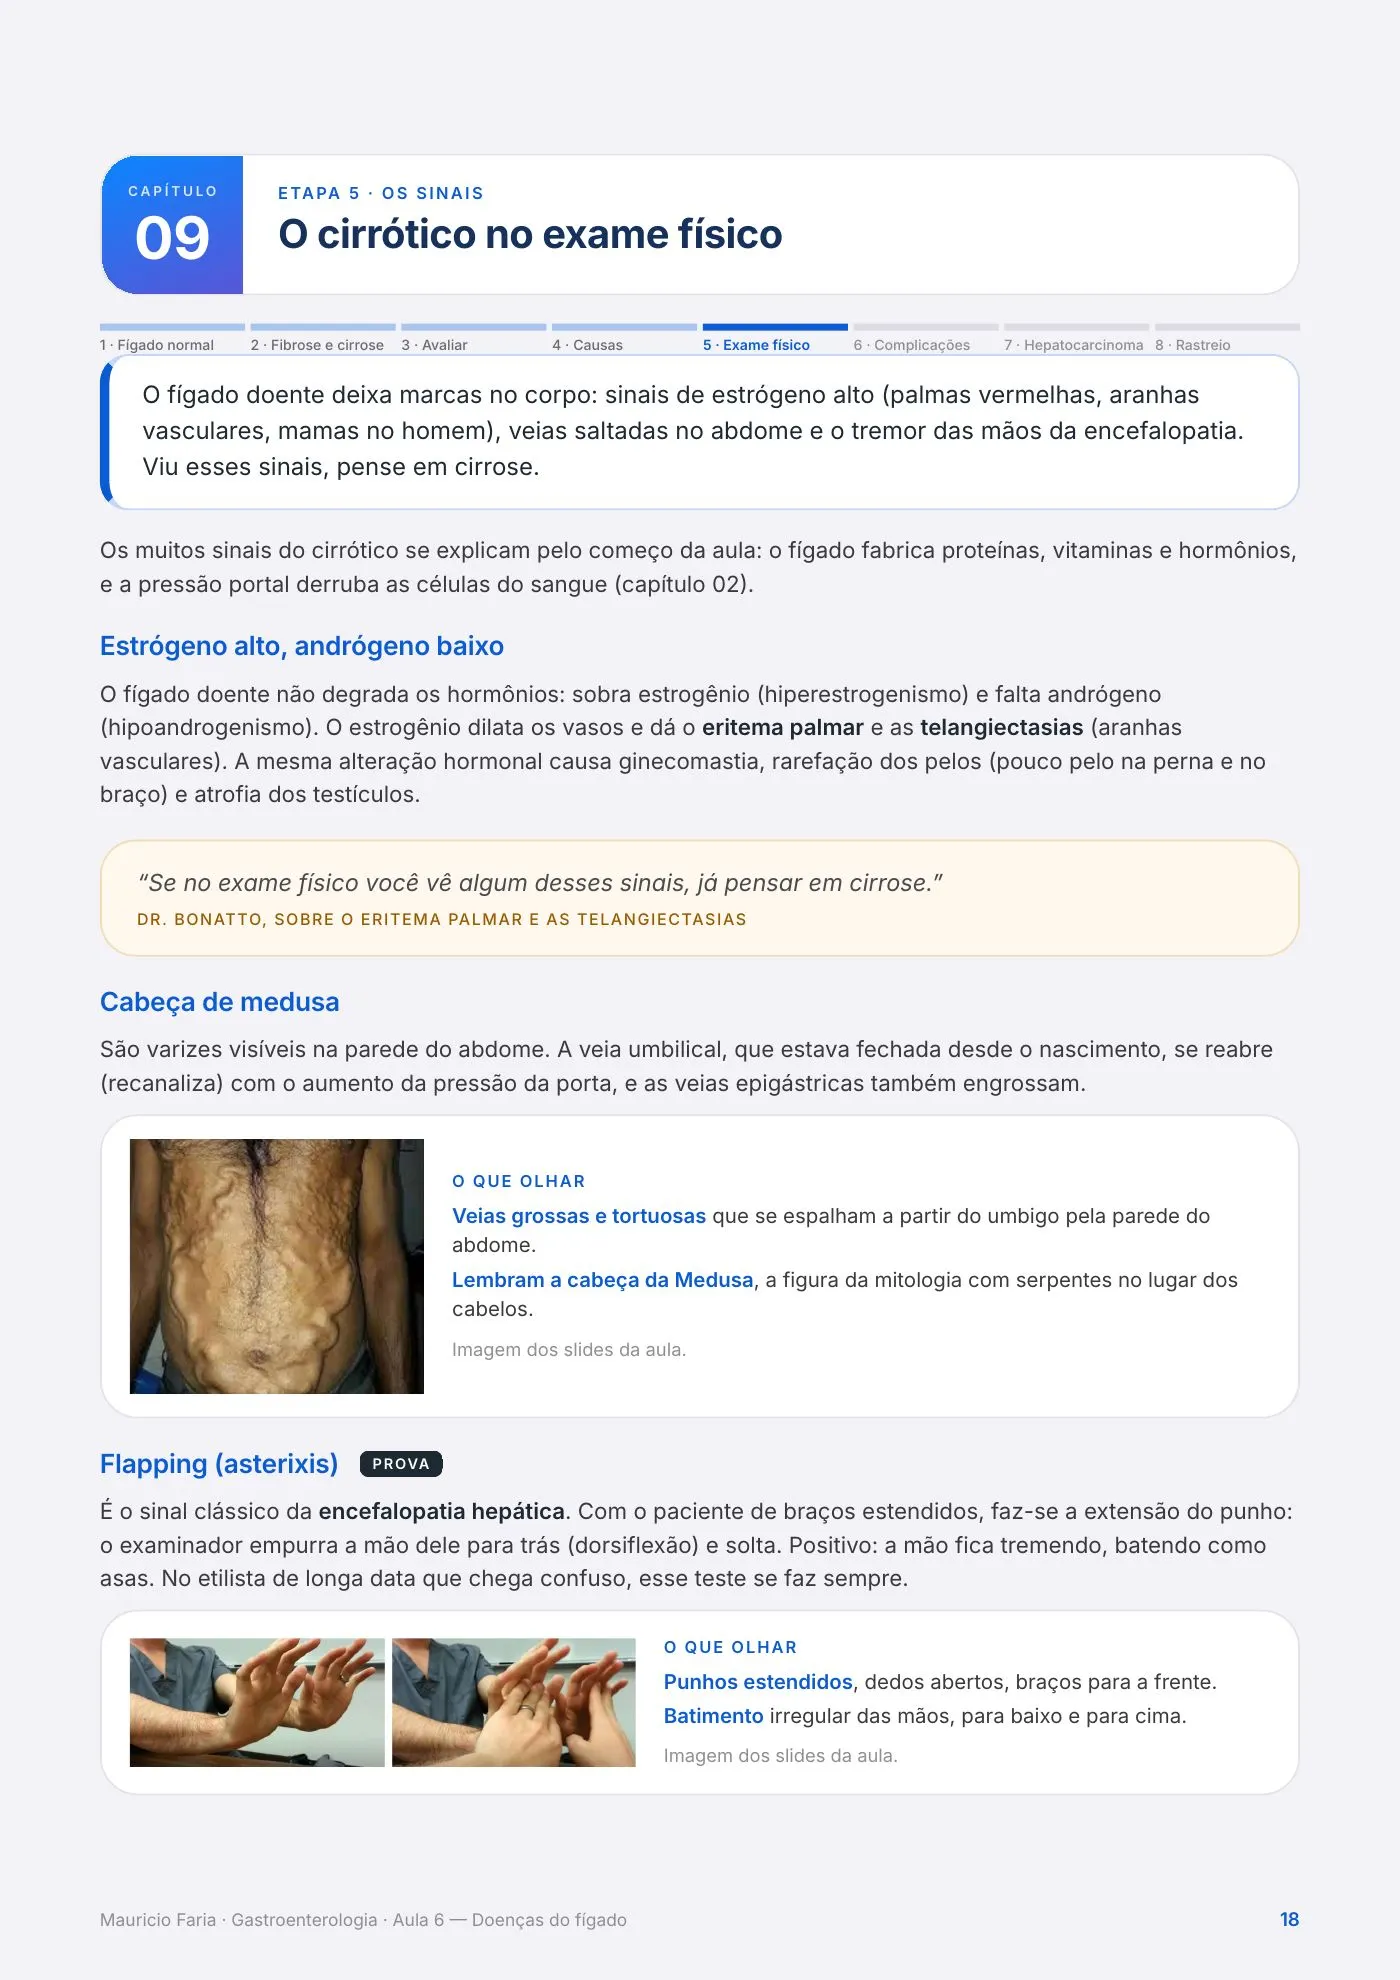 CAPÍTULO
09
ETAPA 5 · OS SINAIS
O cirrótico no exame físico
1 · Fígado normal
2 · Fibrose e cirrose
3 · Avaliar
4 · Causas
5 · Exame físico
6 · Complicações
7 · Hepatocarcinoma
8 · Rastreio
O fígado doente deixa marcas no corpo: sinais de estrógeno alto (palmas vermelhas, aranhas
vasculares, mamas no homem), veias saltadas no abdome e o tremor das mãos da encefalopatia.
Viu esses sinais, pense em cirrose.
Os muitos sinais do cirrótico se explicam pelo começo da aula: o fígado fabrica proteínas, vitaminas e hormônios,
e a pressão portal derruba as células do sangue (capítulo 02).
Estrógeno alto, andrógeno baixo
O fígado doente não degrada os hormônios: sobra estrogênio (hiperestrogenismo) e falta andrógeno
(hipoandrogenismo). O estrogênio dilata os vasos e dá o eritema palmar e as telangiectasias (aranhas
vasculares). A mesma alteração hormonal causa ginecomastia, rarefação dos pelos (pouco pelo na perna e no
braço) e atrofia dos testículos.
“Se no exame físico você vê algum desses sinais, já pensar em cirrose.”
DR. BONATTO, SOBRE O ERITEMA PALMAR E AS TELANGIECTASIAS
Cabeça de medusa
São varizes visíveis na parede do abdome. A veia umbilical, que estava fechada desde o nascimento, se reabre
(recanaliza) com o aumento da pressão da porta, e as veias epigástricas também engrossam.
O QUE OLHAR
Veias grossas e tortuosas que se espalham a partir do umbigo pela parede do
abdome.
Lembram a cabeça da Medusa, a figura da mitologia com serpentes no lugar dos
cabelos.
Imagem dos slides da aula.
Flapping (asterixis) PROVA
É o sinal clássico da encefalopatia hepática. Com o paciente de braços estendidos, faz-se a extensão do punho:
o examinador empurra a mão dele para trás (dorsiflexão) e solta. Positivo: a mão fica tremendo, batendo como
asas. No etilista de longa data que chega confuso, esse teste se faz sempre.
O QUE OLHAR
Punhos estendidos, dedos abertos, braços para a frente.
Batimento irregular das mãos, para baixo e para cima.
Imagem dos slides da aula.
Mauricio Faria · Gastroenterologia · Aula 6 — Doenças do fígado
18